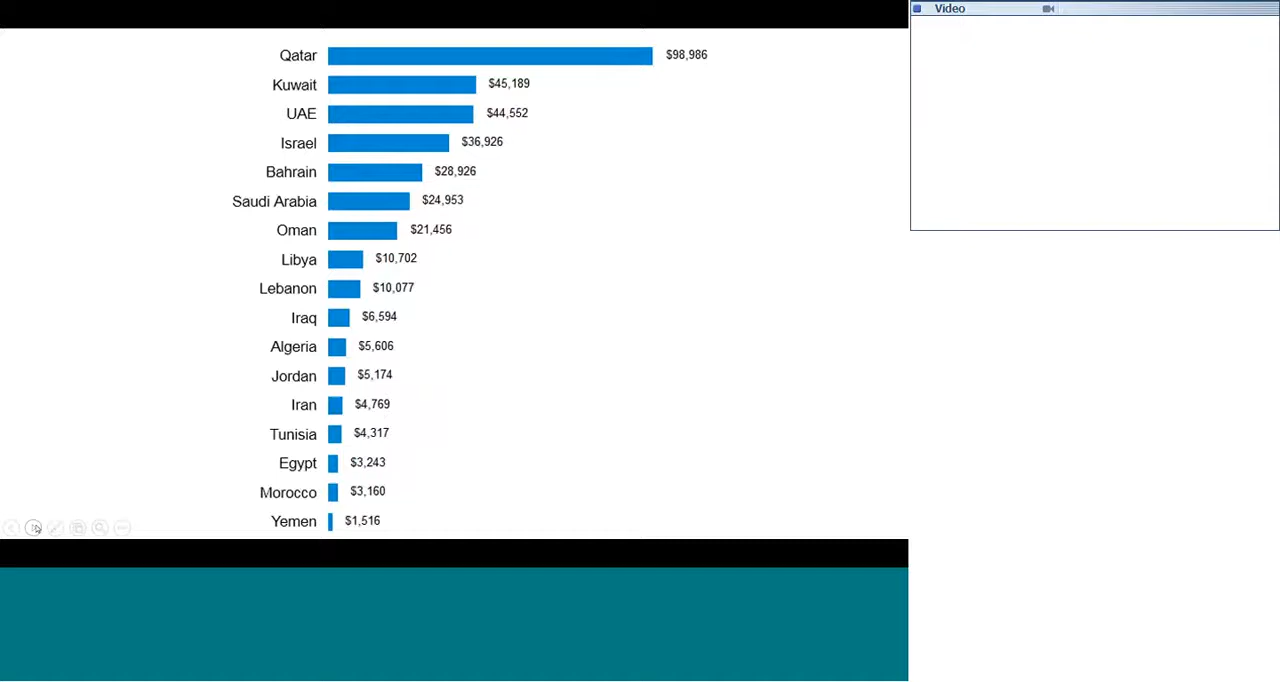 Video
Qatar $98,986
Kuwait $45,189
UAE $44,552
Israel $36,926
Bahrain $28,926
Saudi Arabia $24,953
Oman $21,456
Libya $10,702
Lebanon $10,077
Iraq $6,594
Algeria $5,606
Jordan $5,174
Iran $4,769
Tunisia $4,317
Egypt $3,243
Morocco $3,160
Yemen $1,516